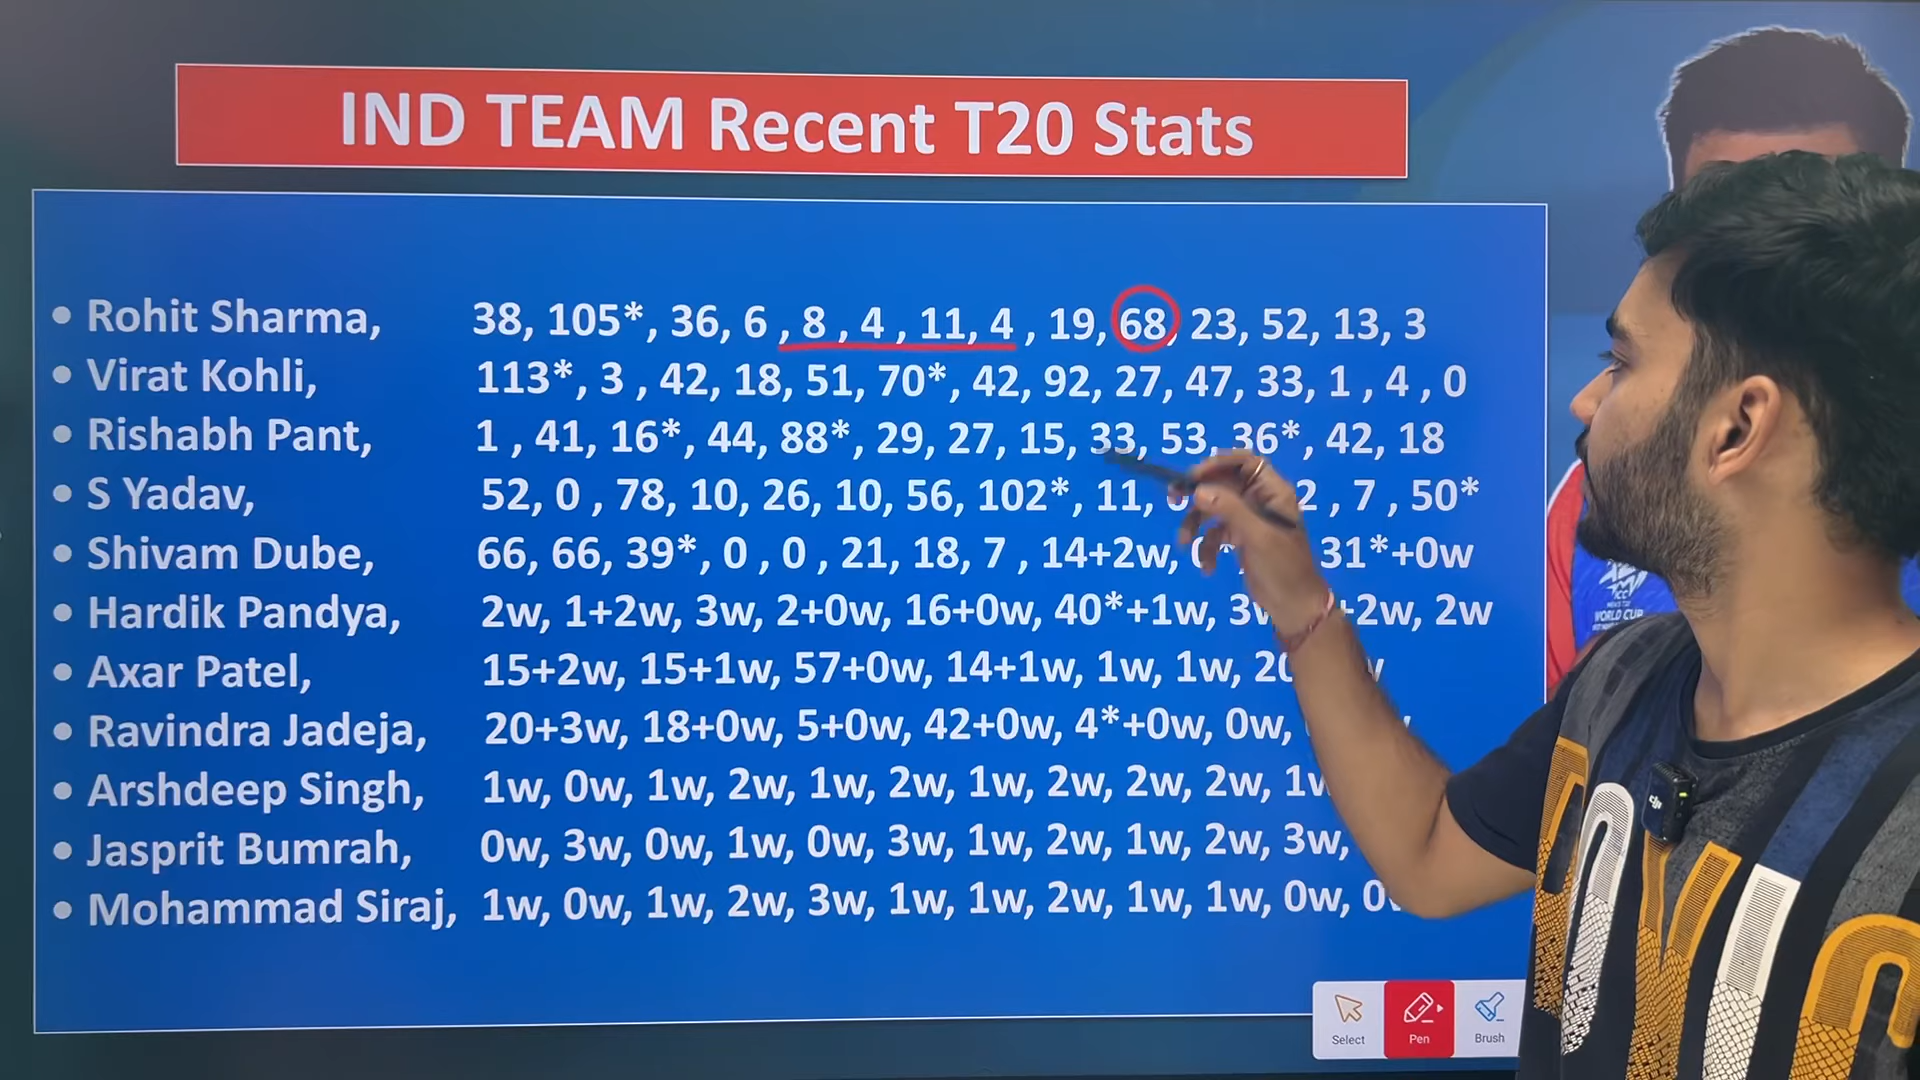 IND TEAM Recent T20 Stats
• Rohit Sharma, 38, 105*, 36, 6 , 8 , 4 , 11, 4 , 19, 68, 23, 52, 13, 3
• Virat Kohli, 113*, 3 , 42, 18, 51, 70*, 42, 92, 27, 47, 33, 1 , 4 , 0
• Rishabh Pant, 1 , 41, 16*, 44, 88*, 29, 27, 15, 33, 53, 36*, 42, 18
• S Yadav, 52, 0 , 78, 10, 26, 10, 56, 102*, 11, 2 , 7 , 50*
• Shivam Dube, 66, 66, 39*, 0 , 0 , 21, 18, 7 , 14+2w, 31*+0w
• Hardik Pandya, 2w, 1+2w, 3w, 2+0w, 16+0w, 40*+1w, +2w, 2w
• Axar Patel, 15+2w, 15+1w, 57+0w, 14+1w, 1w, 1w,
• Ravindra Jadeja, 20+3w, 18+0w, 5+0w, 42+0w, 4*+0w, 0w,
• Arshdeep Singh, 1w, 0w, 1w, 2w, 1w, 2w, 1w, 2w, 2w, 2w,
• Jasprit Bumrah, 0w, 3w, 0w, 1w, 0w, 3w, 1w, 2w, 1w, 2w, 3w,
• Mohammad Siraj, 1w, 0w, 1w, 2w, 3w, 1w, 1w, 2w, 1w, 1w, 0w,
ICC
WORLD CUP
dji
Select Pen Brush